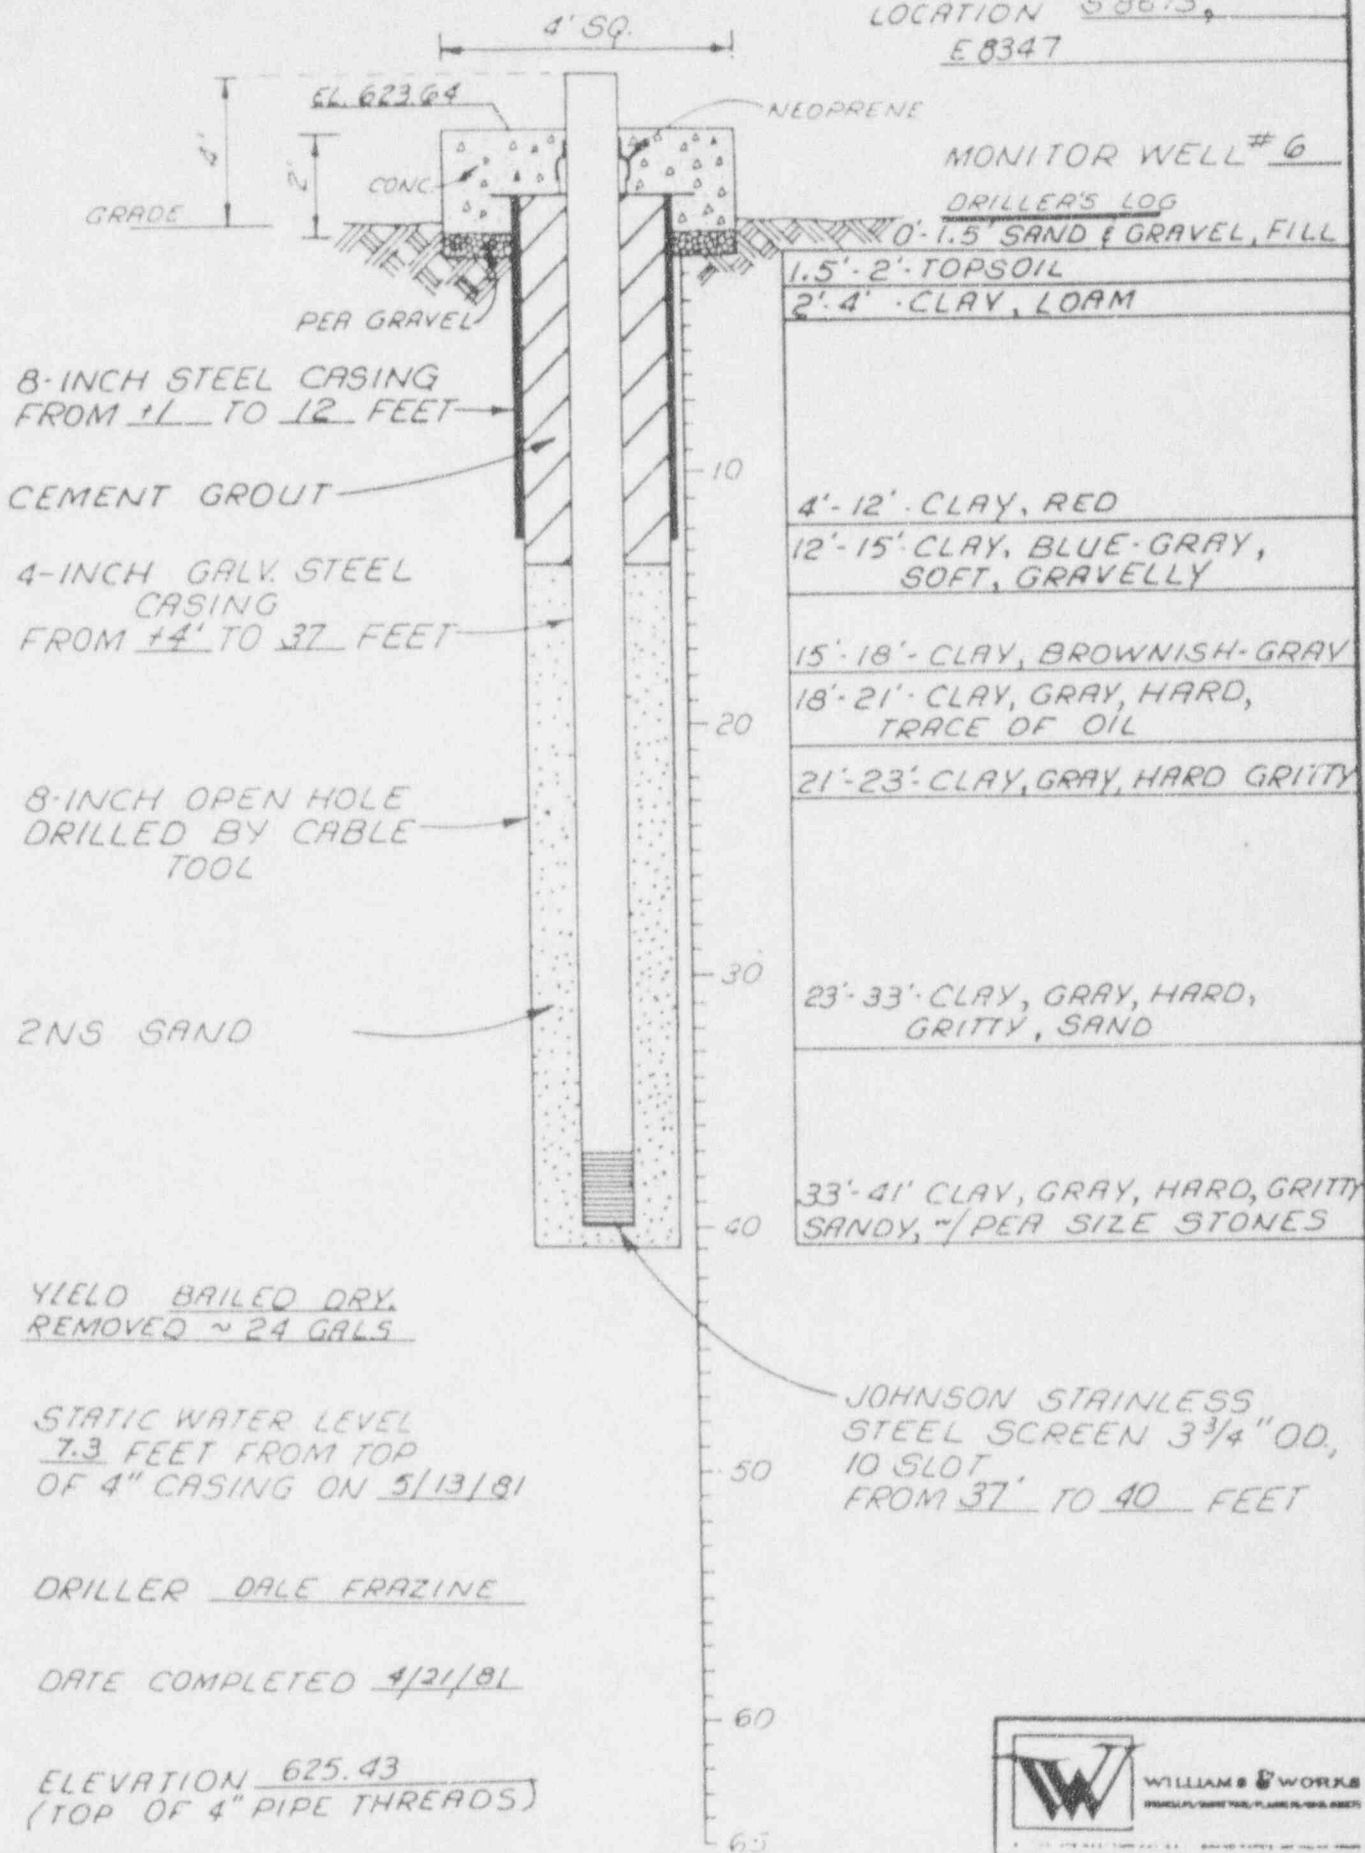 4' SQ.
LOCATION
E 8347
EL. 623.64
NEOPRENE
4'
2'
CONC.
MONITOR WELL # 6
DRILLER'S LOG
GRADE
0'-1.5' SAND & GRAVEL, FILL
1.5'-2'- TOPSOIL
2'-4' - CLAY, LOAM
PEA GRAVEL
8-INCH STEEL CASING
FROM +1 TO 12 FEET
CEMENT GROUT
10
4'-12' - CLAY, RED
12'-15' CLAY, BLUE-GRAY,
SOFT, GRAVELLY
4-INCH GALV. STEEL
CASING
FROM +4' TO 37 FEET
15'-18' - CLAY, BROWNISH-GRAY
18'-21' - CLAY, GRAY, HARD,
TRACE OF OIL
20
21'-23' - CLAY, GRAY, HARD GRITTY
8-INCH OPEN HOLE
DRILLED BY CABLE
TOOL
30
23'-33' - CLAY, GRAY, HARD,
GRITTY, SAND
2NS SAND
33'-41' CLAY, GRAY, HARD, GRITTY
SANDY, w/ PEA SIZE STONES
40
YIELD BAILED DRY.
REMOVED ~ 24 GALS
JOHNSON STAINLESS
STEEL SCREEN 3 3/4" OD.,
10 SLOT
FROM 37' TO 40 FEET
STATIC WATER LEVEL
7.3 FEET FROM TOP
OF 4" CASING ON 5/13/81
50
DRILLER DALE FRAZINE
DATE COMPLETED 4/21/81
60
ELEVATION 625.43
(TOP OF 4" PIPE THREADS)
WILLIAMS & WORKS
65